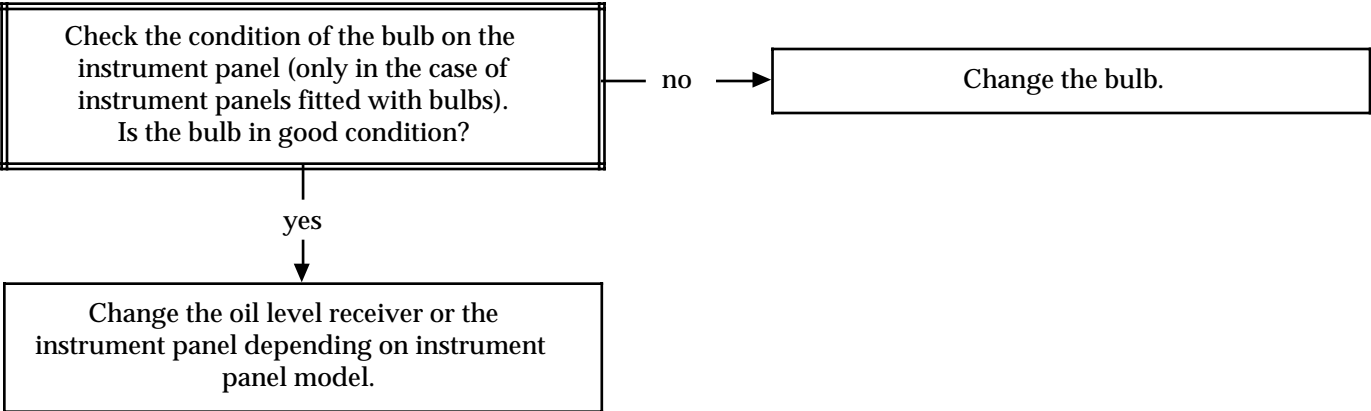 Check the condition of the bulb on the
instrument panel (only in the case of
instrument panels fitted with bulbs).
Is the bulb in good condition?
no
Change the bulb.
yes
Change the oil level receiver or the
instrument panel depending on instrument
panel model.